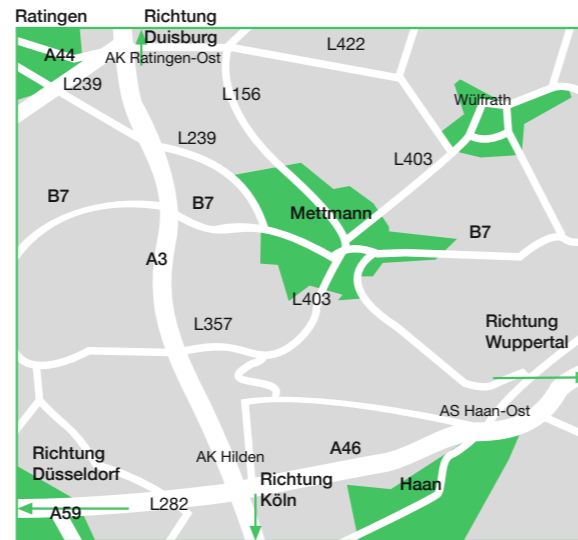 Ratingen
Richtung
Duisburg
A44
AK Ratingen-Ost
L422
L239
L156
Wülfrath
L239
L403
B7
B7
Mettmann
B7
A3
L403
L357
Richtung
Wuppertal
AS Haan-Ost
A46
Richtung
Düsseldorf
AK Hilden
Richtung
Köln
Haan
L282
A59